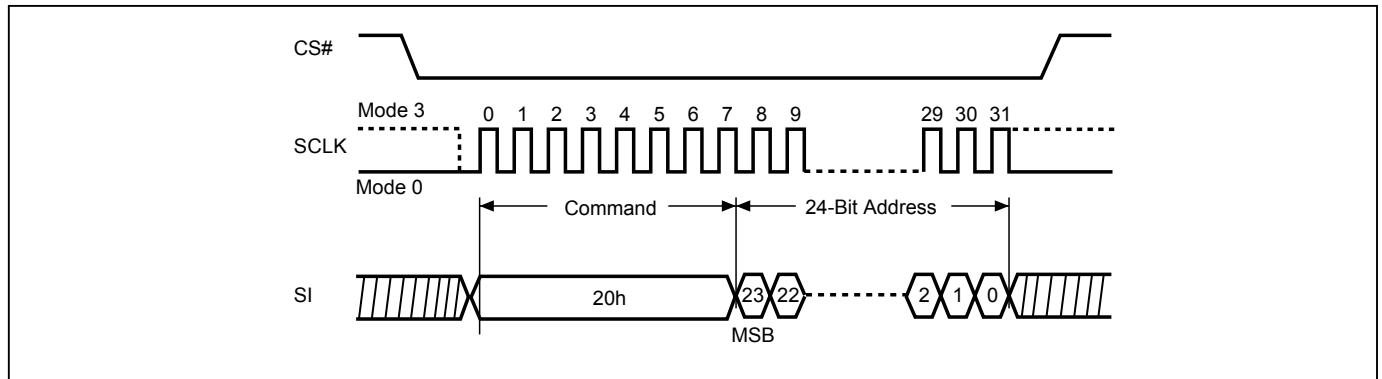 CS#
Mode 3
0 1 2 3 4 5 6 7 8 9 29 30 31
SCLK
Mode 0
Command 24-Bit Address
SI 20h 23 22 2 1 0
MSB